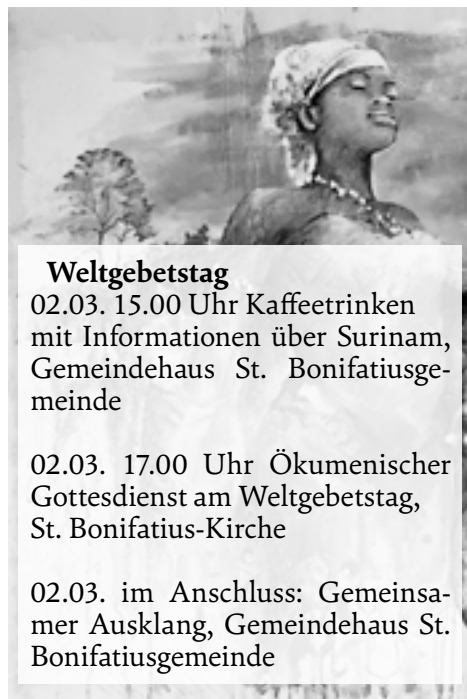 Weltgebetstag
02.03. 15.00 Uhr Kaffeetrinken
mit Informationen über Surinam,
Gemeindehaus St. Bonifatiusge-
meinde
02.03. 17.00 Uhr Ökumenischer
Gottesdienst am Weltgebetstag,
St. Bonifatius-Kirche
02.03. im Anschluss: Gemeinsa-
mer Ausklang, Gemeindehaus St.
Bonifatiusgemeinde